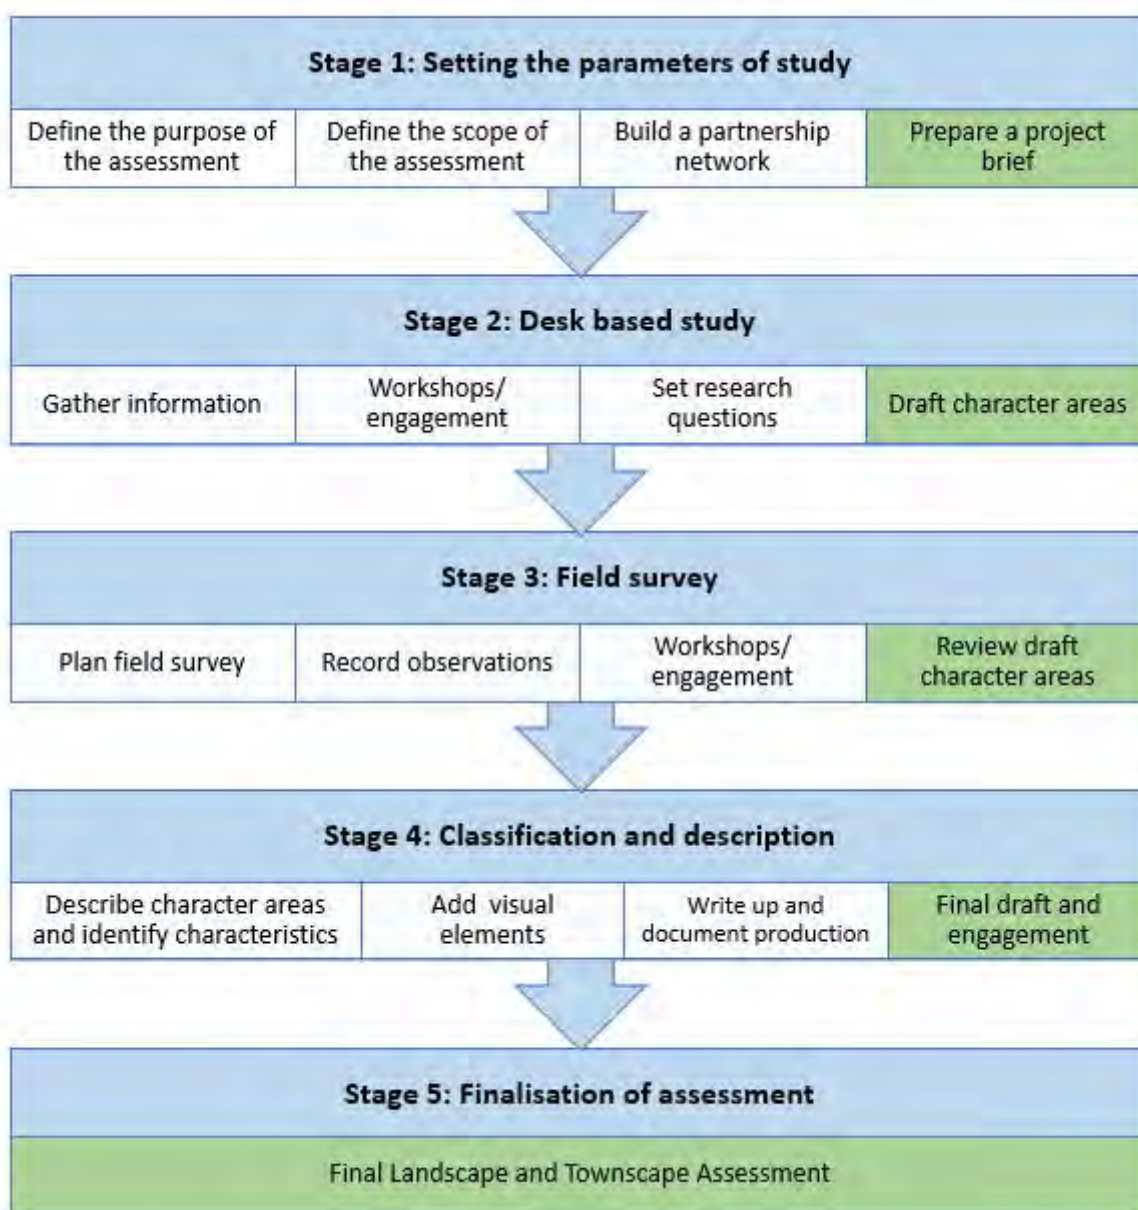 Stage 1: Setting the parameters of study
Define the purpose of
the assessment
Define the scope of
the assessment
Build a partnership
network
Prepare a project
brief
Stage 2: Desk based study
Gather information
Workshops/
engagement
Set research
questions
Draft character areas
Stage 3: Field survey
Plan field survey
Record observations
Workshops/
engagement
Review draft
character areas
Stage 4: Classification and description
Describe character areas
and identify characteristics
Add visual
elements
Write up and
document production
Final draft and
engagement
Stage 5: Finalisation of assessment
Final Landscape and Townscape Assessment